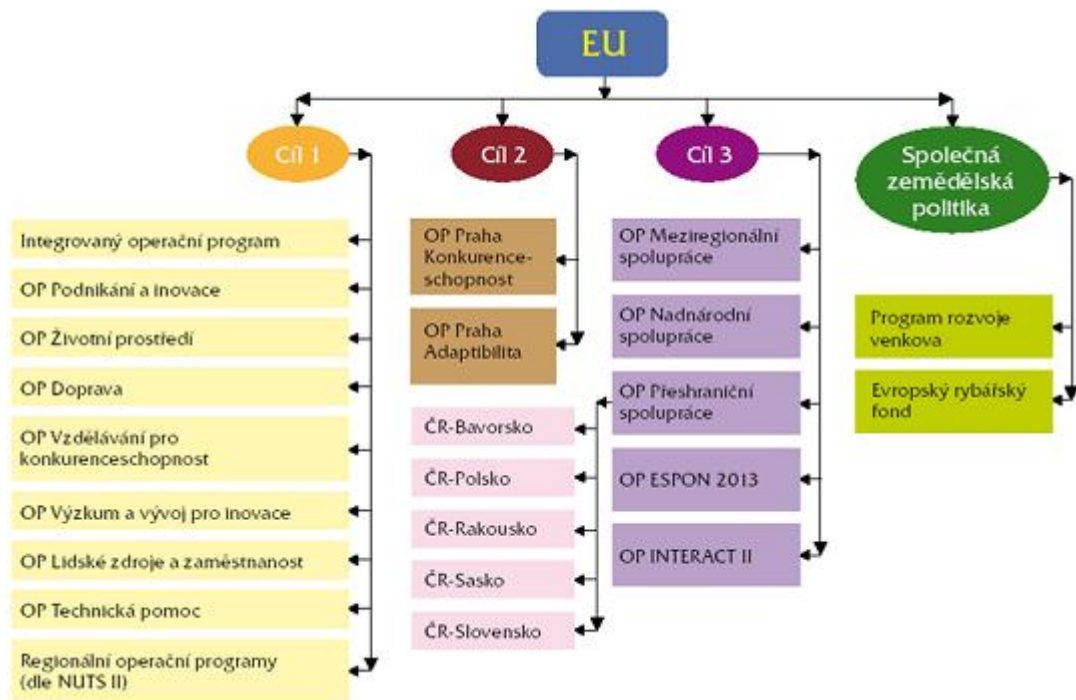 EU
Cíl 1
Integrovaný operační program
OP Podnikání a inovace
OP Životní prostředí
OP Doprava
OP Vzdělávání pro
konkurenceschopnost
OP Výzkum a vývoj pro inovace
OP Lidské zdroje a zaměstnanost
OP Technická pomoc
Regionální operační programy
(dle NUTS II)
Cíl 2
OP Praha
Konkurence-
schopnost
OP Praha
Adaptibilita
Cíl 3
OP Meziregionální
spolupráce
OP Nadnárodní
spolupráce
OP Přeshraniční
spolupráce
ČR-Bavorsko
ČR-Polsko
ČR-Rakousko
ČR-Sasko
ČR-Slovensko
OP ESPON 2013
OP INTERACT II
Společná
zemědělská
politika
Program rozvoje
venkova
Evropský rybářský
fond